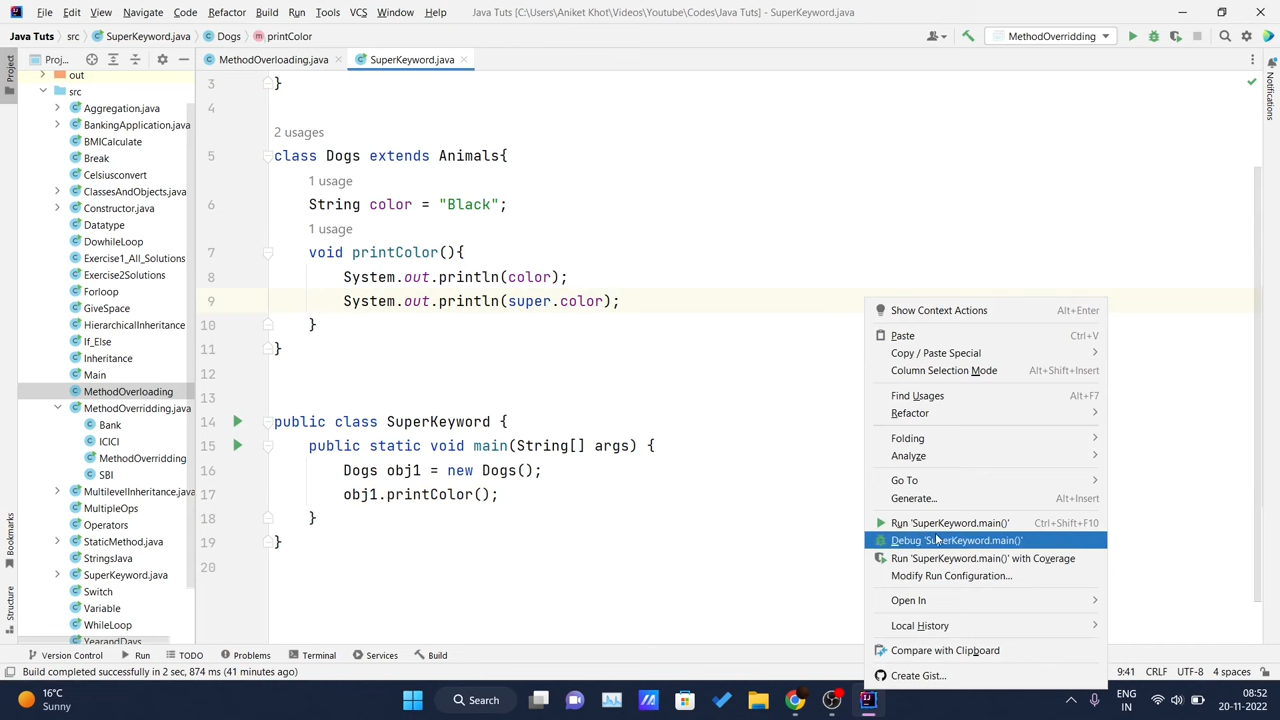 File Edit View Navigate Code Refactor Build Run Tools VCS Window Help Java Tuts [C:\Users\Aniket Khot\Videos\Youtube\Codes\Java Tuts] - SuperKeyword.java
Java Tuts src SuperKeyword.java Dogs printColor MethodOverridding
Project
Proj... MethodOverloading.java SuperKeyword.java
Notifications
out
src
Aggregation.java
BankingApplication.java
BMICalculate
Break
Celsiusconvert
ClassesAndObjects.java
Constructor.java
Datatype
DowhileLoop
Exercise1_All_Solutions
Exercise2Solutions
Forloop
GiveSpace
HierarchicalInheritance
If_Else
Inheritance
Main
MethodOverloading
MethodOverridding.java
Bank
ICICI
MethodOverridding
SBI
MultilevelInheritance.java
MultipleOps
Operators
StaticMethod.java
StringsJava
SuperKeyword.java
Switch
Variable
WhileLoop
YearandDays
Bookmarks
Structure
3 }
4
2 usages
5 class Dogs extends Animals{
1 usage
6 String color = "Black";
1 usage
7 void printColor(){
8 System.out.println(color);
9 System.out.println(super.color);
10 }
11 }
12
13
14 public class SuperKeyword {
15 public static void main(String[] args) {
16 Dogs obj1 = new Dogs();
17 obj1.printColor();
18 }
19 }
20
Show Context Actions Alt+Enter
Paste Ctrl+V
Copy / Paste Special
Column Selection Mode Alt+Shift+Insert
Find Usages Alt+F7
Refactor
Folding
Analyze
Go To
Generate... Alt+Insert
Run 'SuperKeyword.main()' Ctrl+Shift+F10
Debug 'SuperKeyword.main()'
Run 'SuperKeyword.main()' with Coverage
Modify Run Configuration...
Open In
Local History
Compare with Clipboard
Create Gist...
Version Control Run TODO Problems Terminal Services Build
Build completed successfully in 2 sec, 874 ms (41 minutes ago) 9:41 CRLF UTF-8 4 spaces
16°C
Sunny
Search
ENG
IN
08:52
20-11-2022